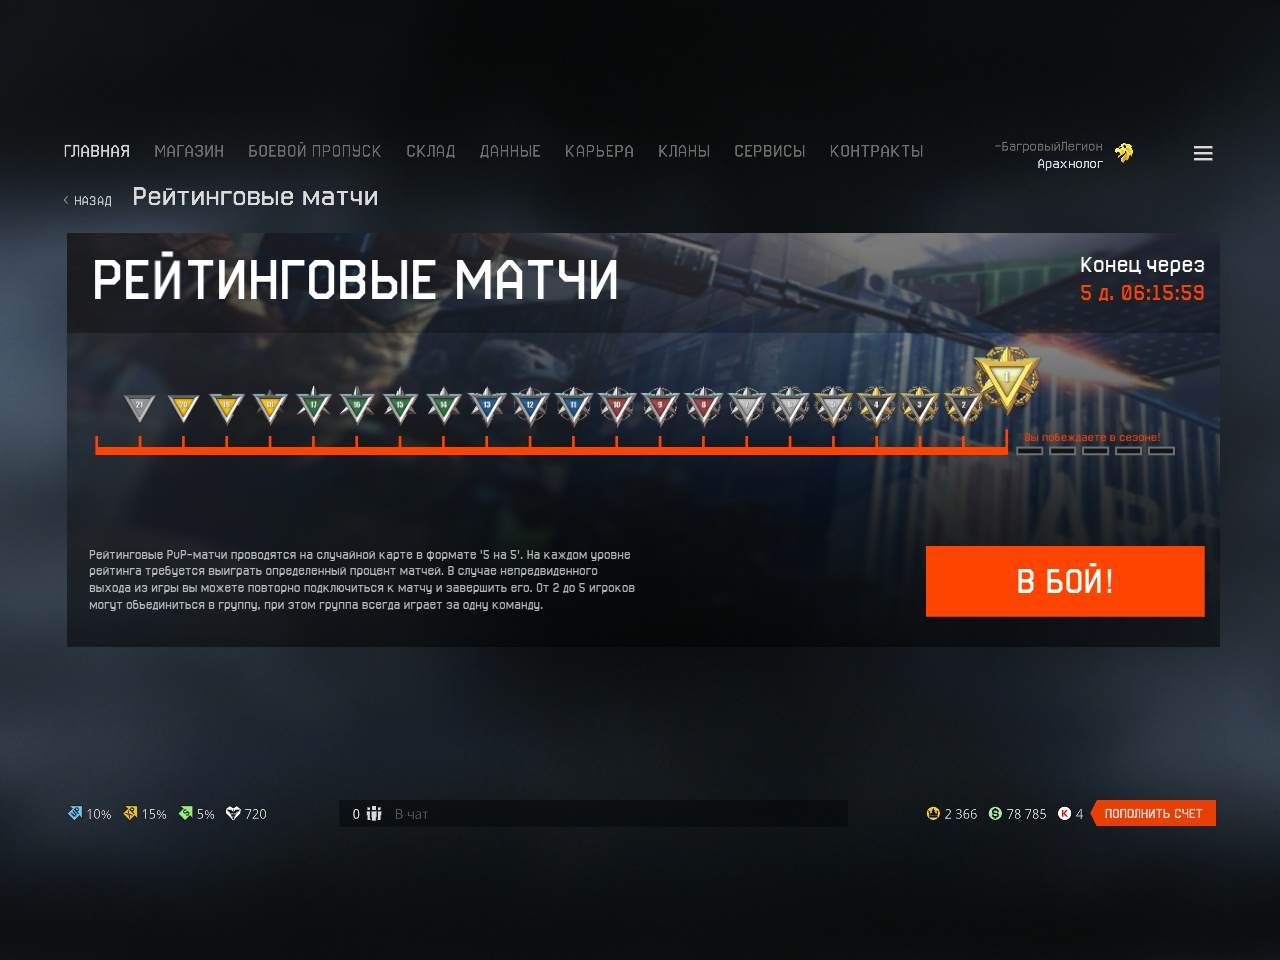 ГЛАВНАЯ МАГАЗИН БОЕВОЙ ПРОПУСК СКЛАД ДАННЫЕ КАРЬЕРА КЛАНЫ СЕРВИСЫ КОНТРАКТЫ
-БагровыйЛегион
Арахнолог
НАЗАД Рейтинговые матчи
РЕЙТИНГОВЫЕ МАТЧИ
Конец через
5 д. 06:15:59
21 20 19 18 17 16 15 14 13 12 11 10 9 8 7 6 5 4 3 2 1
Вы побеждаете в сезоне!
Рейтинговые PvP-матчи проводятся на случайной карте в формате '5 на 5'. На каждом уровне
рейтинга требуется выиграть определенный процент матчей. В случае непредвиденного
выхода из игры вы можете повторно подключиться к матчу и завершить его. От 2 до 5 игроков
могут объединиться в группу, при этом группа всегда играет за одну команду.
В БОЙ!
10% 15% 5% 720 0 В чат 2 366 78 785 4 ПОПОЛНИТЬ СЧЕТ